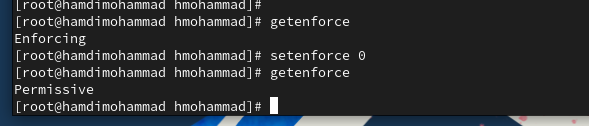 [root@hamdimohammad hmohammad]#
[root@hamdimohammad hmohammad]# getenforce
Enforcing
[root@hamdimohammad hmohammad]# setenforce 0
[root@hamdimohammad hmohammad]# getenforce
Permissive
[root@hamdimohammad hmohammad]#